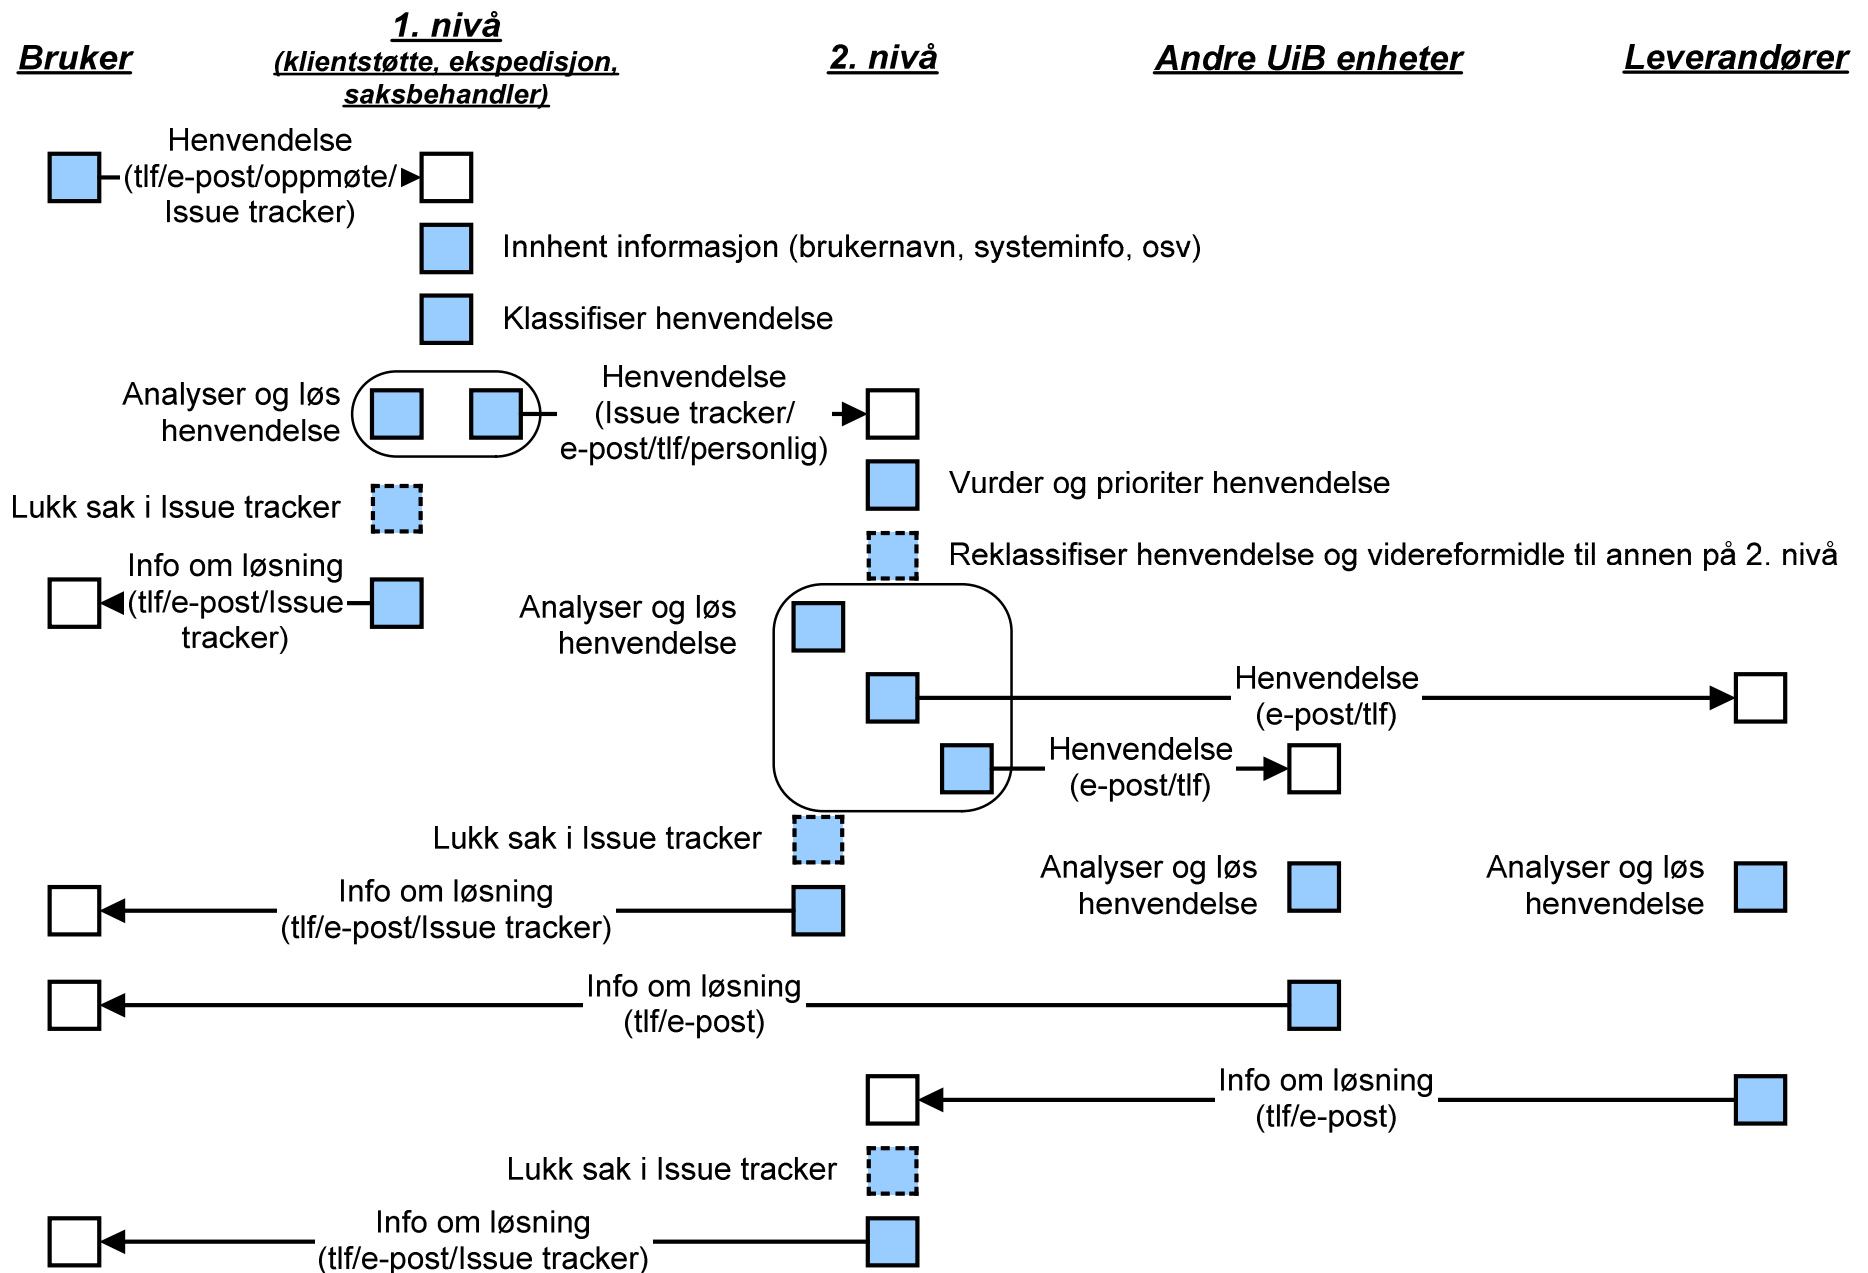 Bruker
1. nivå
(klientstøtte, ekspedisjon,
saksbehandler)
2. nivå
Andre UiB enheter
Leverandører
Henvendelse
(tlf/e-post/oppmøte/
Issue tracker)
Innhent informasjon (brukernavn, systeminfo, osv)
Klassifiser henvendelse
Analyser og løs
henvendelse
Henvendelse
(Issue tracker/
e-post/tlf/personlig)
Vurder og prioriter henvendelse
Lukk sak i Issue tracker
Reklassifiser henvendelse og videreformidle til annen på 2. nivå
Info om løsning
(tlf/e-post/Issue
tracker)
Analyser og løs
henvendelse
Henvendelse
(e-post/tlf)
Henvendelse
(e-post/tlf)
Lukk sak i Issue tracker
Analyser og løs
henvendelse
Analyser og løs
henvendelse
Info om løsning
(tlf/e-post/Issue tracker)
Info om løsning
(tlf/e-post)
Info om løsning
(tlf/e-post)
Lukk sak i Issue tracker
Info om løsning
(tlf/e-post/Issue tracker)